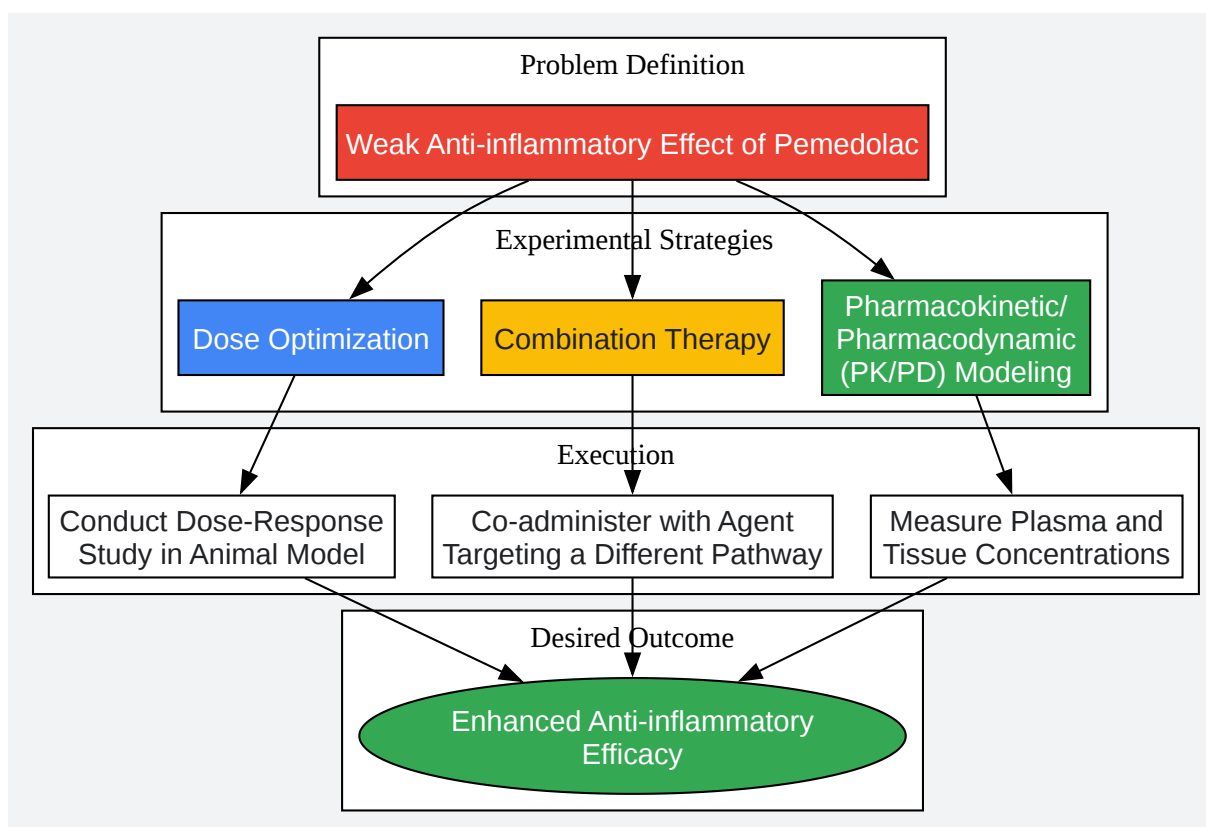 Problem Definition
Weak Anti-inflammatory Effect of Pemedolac
Experimental Strategies
Dose Optimization
Combination Therapy
Pharmacokinetic/
Pharmacodynamic
(PK/PD) Modeling
Execution
Conduct Dose-Response
Study in Animal Model
Co-administer with Agent
Targeting a Different Pathway
Measure Plasma and
Tissue Concentrations
Desired Outcome
Enhanced Anti-inflammatory
Efficacy